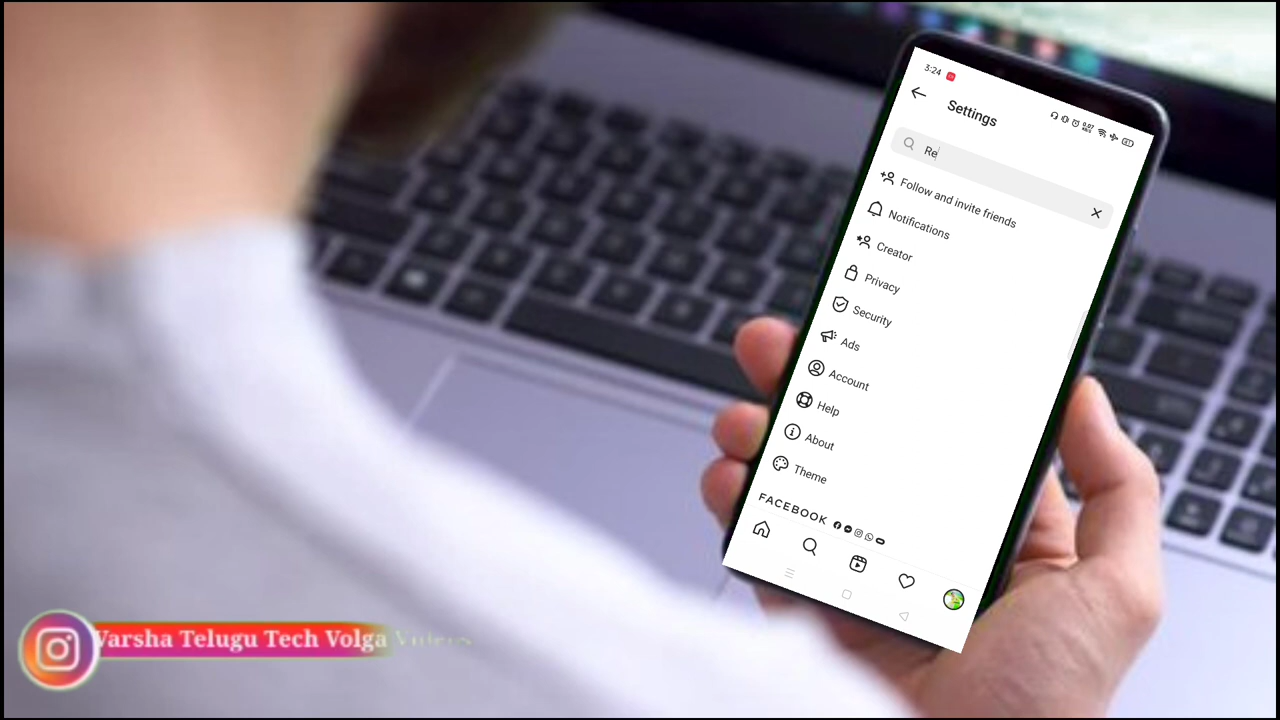 3:24
Settings
Re
Follow and invite friends
Notifications
Creator
Privacy
Security
Ads
Account
Help
About
Theme
FACEBOOK
Varsha Telugu Tech Volga